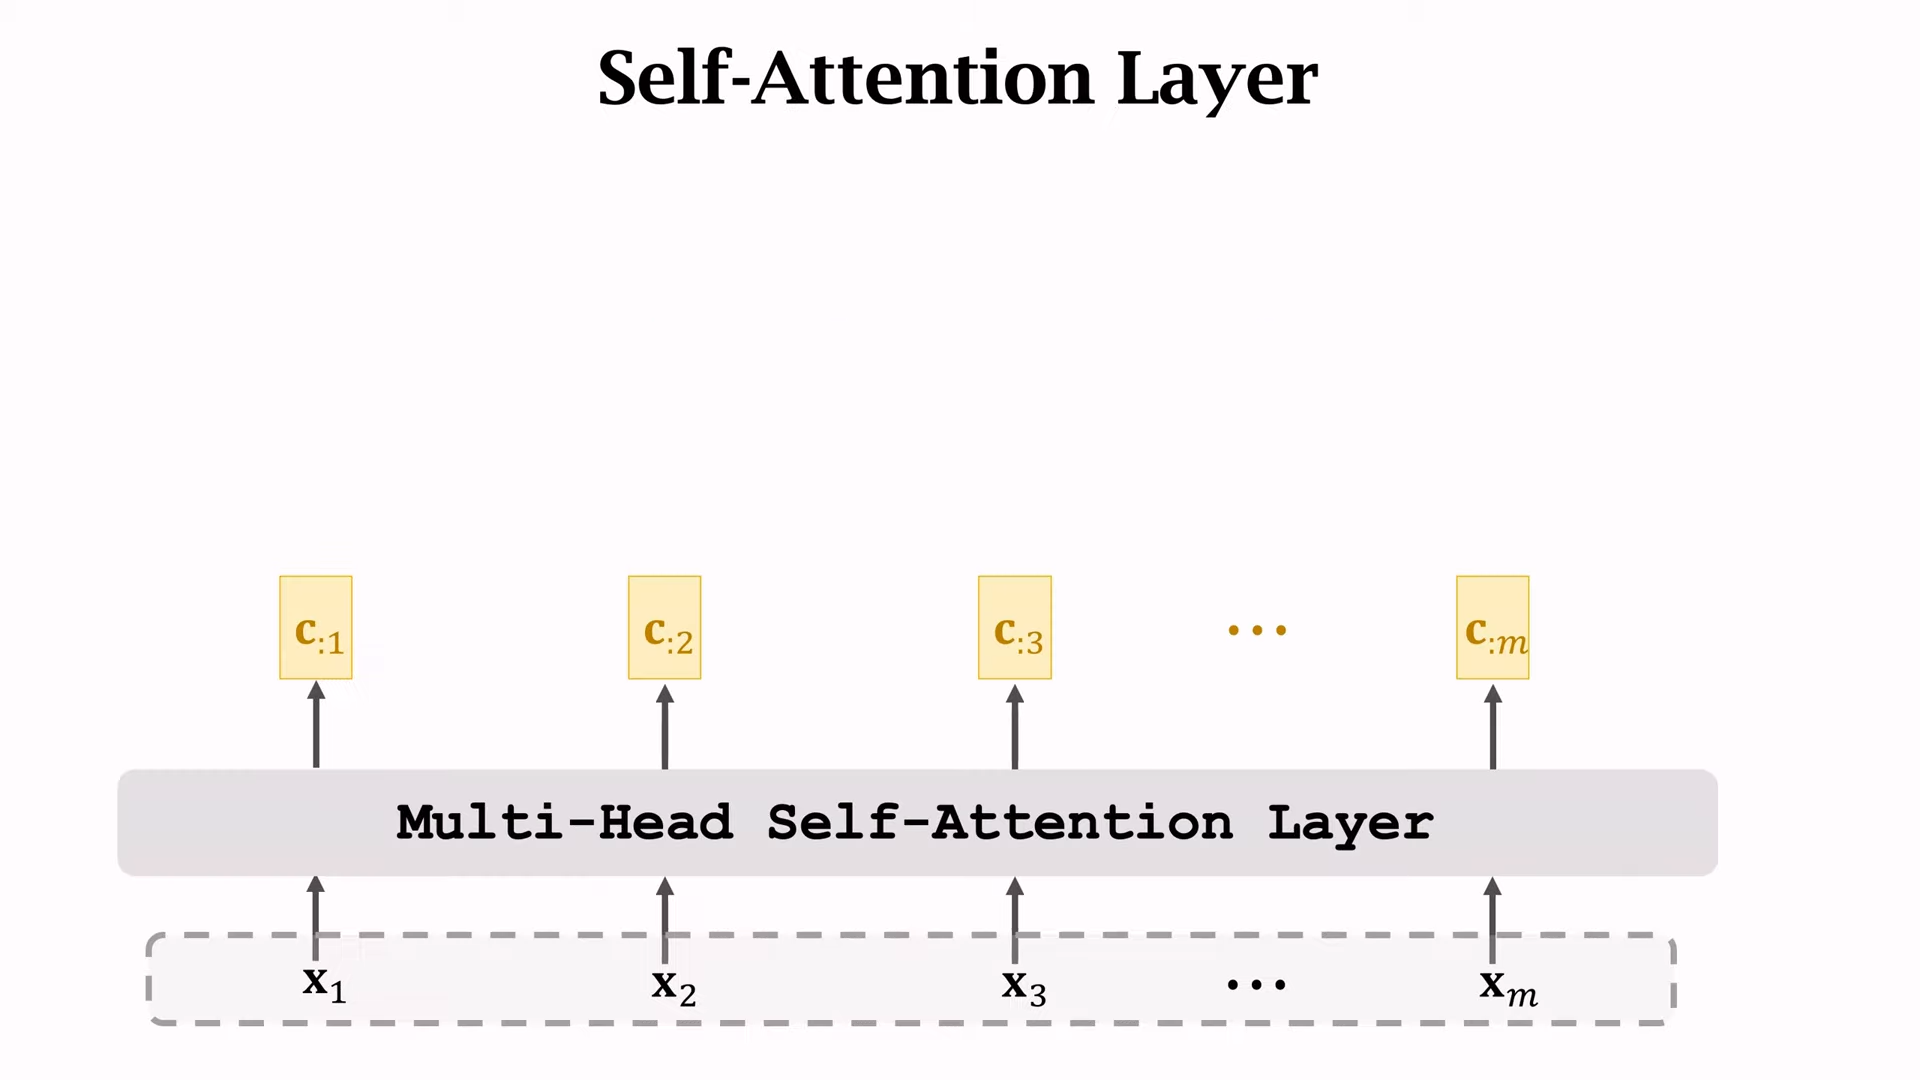 Self-Attention Layer
c:1 c:2 c:3 ... c:m
Multi-Head Self-Attention Layer
x1 x2 x3 ... xm